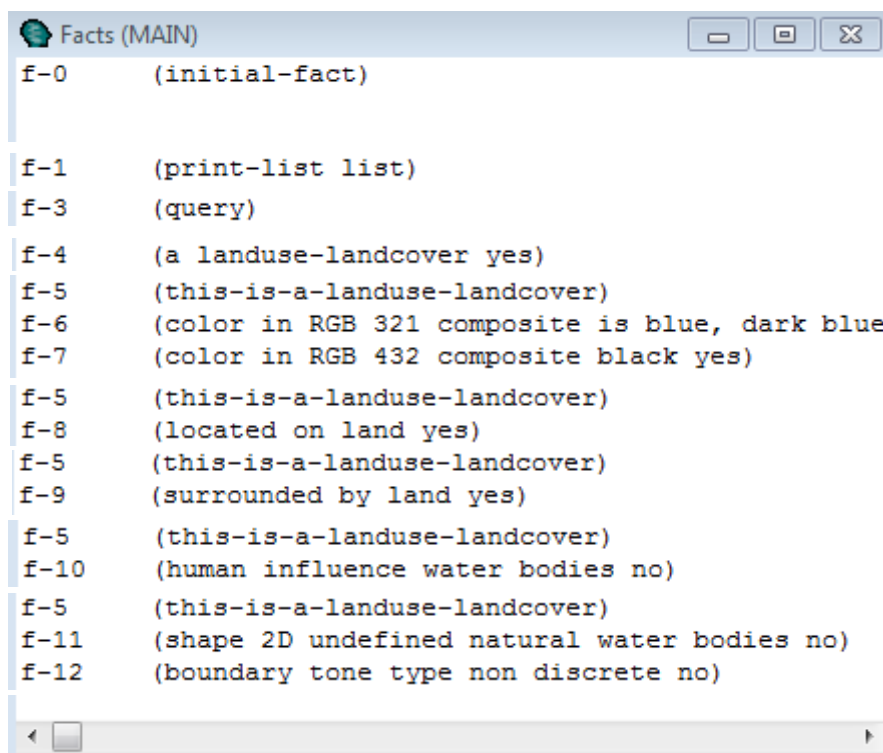 Facts (MAIN)
f-0 (initial-fact)
f-1 (print-list list)
f-3 (query)
f-4 (a landuse-landcover yes)
f-5 (this-is-a-landuse-landcover)
f-6 (color in RGB 321 composite is blue, dark blue
f-7 (color in RGB 432 composite black yes)
f-5 (this-is-a-landuse-landcover)
f-8 (located on land yes)
f-5 (this-is-a-landuse-landcover)
f-9 (surrounded by land yes)
f-5 (this-is-a-landuse-landcover)
f-10 (human influence water bodies no)
f-5 (this-is-a-landuse-landcover)
f-11 (shape 2D undefined natural water bodies no)
f-12 (boundary tone type non discrete no)